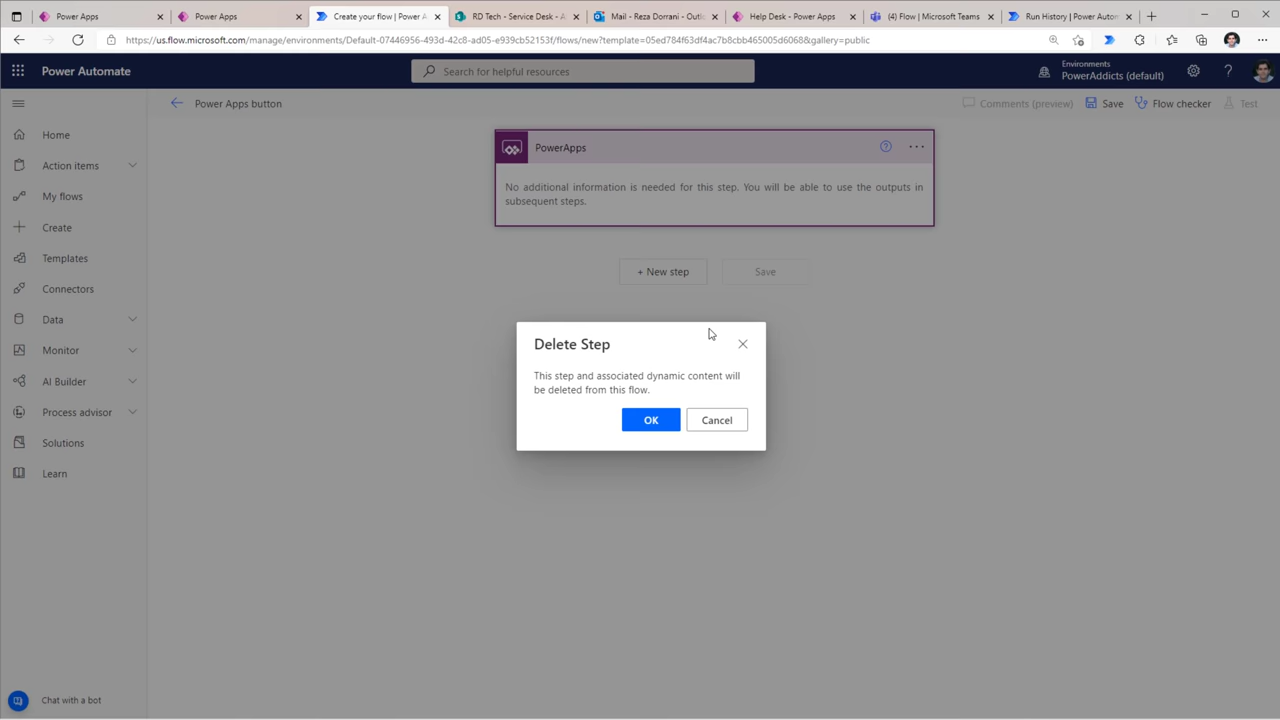 Power Apps
Power Apps
Create your flow | Power A
RD Tech - Service Desk - A
Mail - Reza Dorrani - Outl
Help Desk - Power Apps
(4) Flow | Microsoft Teams
Run History | Power Autom
https://us.flow.microsoft.com/manage/environments/Default-07446956-493d-42c8-ad05-e939cb52153f/flows/new?template=05ed784f63df4ac7b8cbb465005d6068&gallery=public
Power Automate
Search for helpful resources
Environments
PowerAddicts (default)
Power Apps button
Comments (preview)
Save
Flow checker
Test
Home
Action items
My flows
Create
Templates
Connectors
Data
Monitor
AI Builder
Process advisor
Solutions
Learn
PowerApps
No additional information is needed for this step. You will be able to use the outputs in
subsequent steps.
+ New step
Save
Delete Step
This step and associated dynamic content will
be deleted from this flow.
OK
Cancel
Chat with a bot